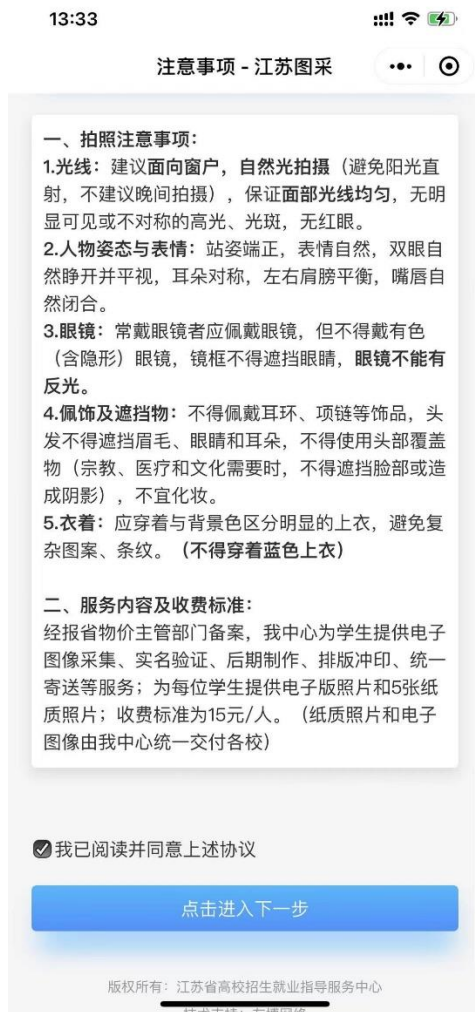 13:33
注意事项 - 江苏图采
一、拍照注意事项：
1.光线：建议面向窗户，自然光拍摄（避免阳光直
射，不建议晚间拍摄），保证面部光线均匀，无明
显可见或不对称的高光、光斑，无红眼。
2.人物姿态与表情：站姿端正，表情自然，双眼自
然睁开并平视，耳朵对称，左右肩膀平衡，嘴唇自
然闭合。
3.眼镜：常戴眼镜者应佩戴眼镜，但不得戴有色
（含隐形）眼镜，镜框不得遮挡眼睛，眼镜不能有
反光。
4.佩饰及遮挡物：不得佩戴耳环、项链等饰品，头
发不得遮挡眉毛、眼睛和耳朵，不得使用头部覆盖
物（宗教、医疗和文化需要时，不得遮挡脸部或造
成阴影），不宜化妆。
5.衣着：应穿着与背景色区分明显的上衣，避免复
杂图案、条纹。（不得穿着蓝色上衣）
二、服务内容及收费标准：
经报省物价主管部门备案，我中心为学生提供电子
图像采集、实名验证、后期制作、排版冲印、统一
寄送等服务；为每位学生提供电子版照片和5张纸
质照片；收费标准为15元/人。（纸质照片和电子
图像由我中心统一交付各校）
我已阅读并同意上述协议
点击进入下一步
版权所有：江苏省高校招生就业指导服务中心